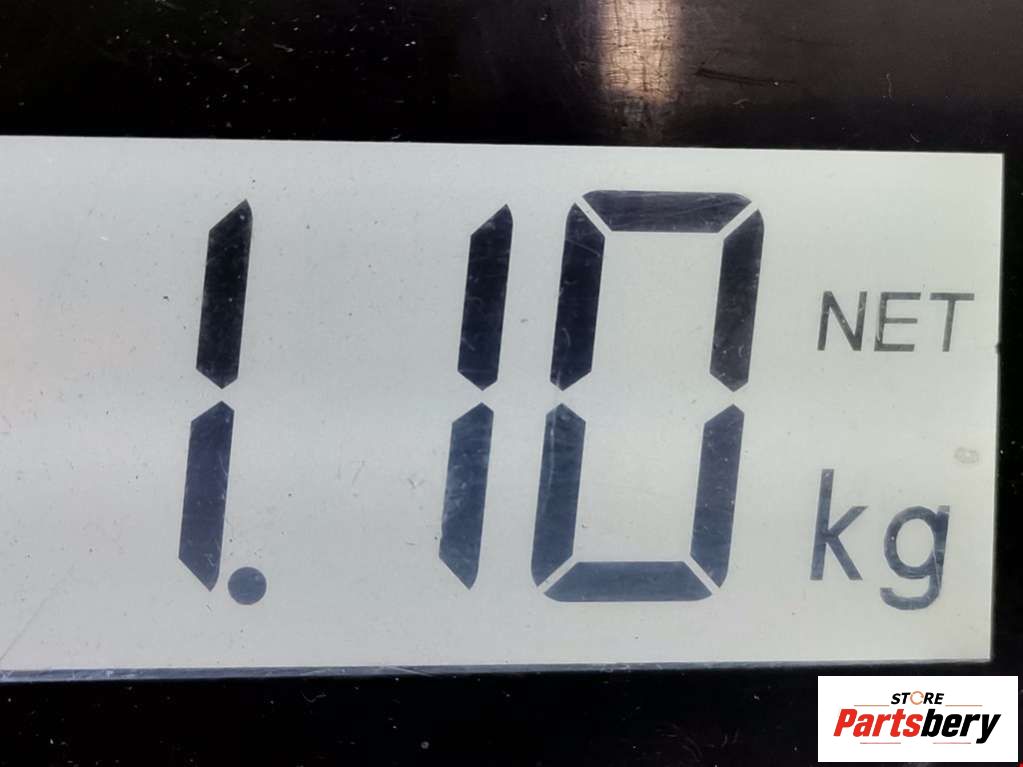 1.10 NET
kg
STORE
Partsbery